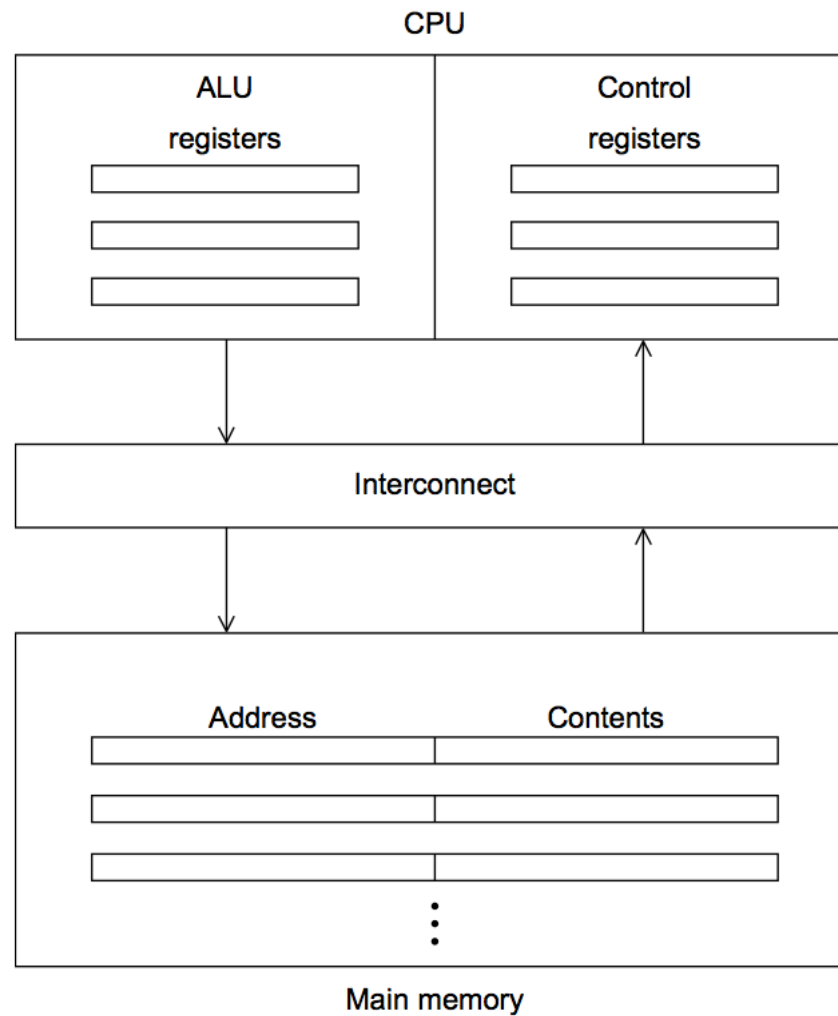 CPU
ALU
Control
registers
registers
Interconnect
Address
Contents
Main memory